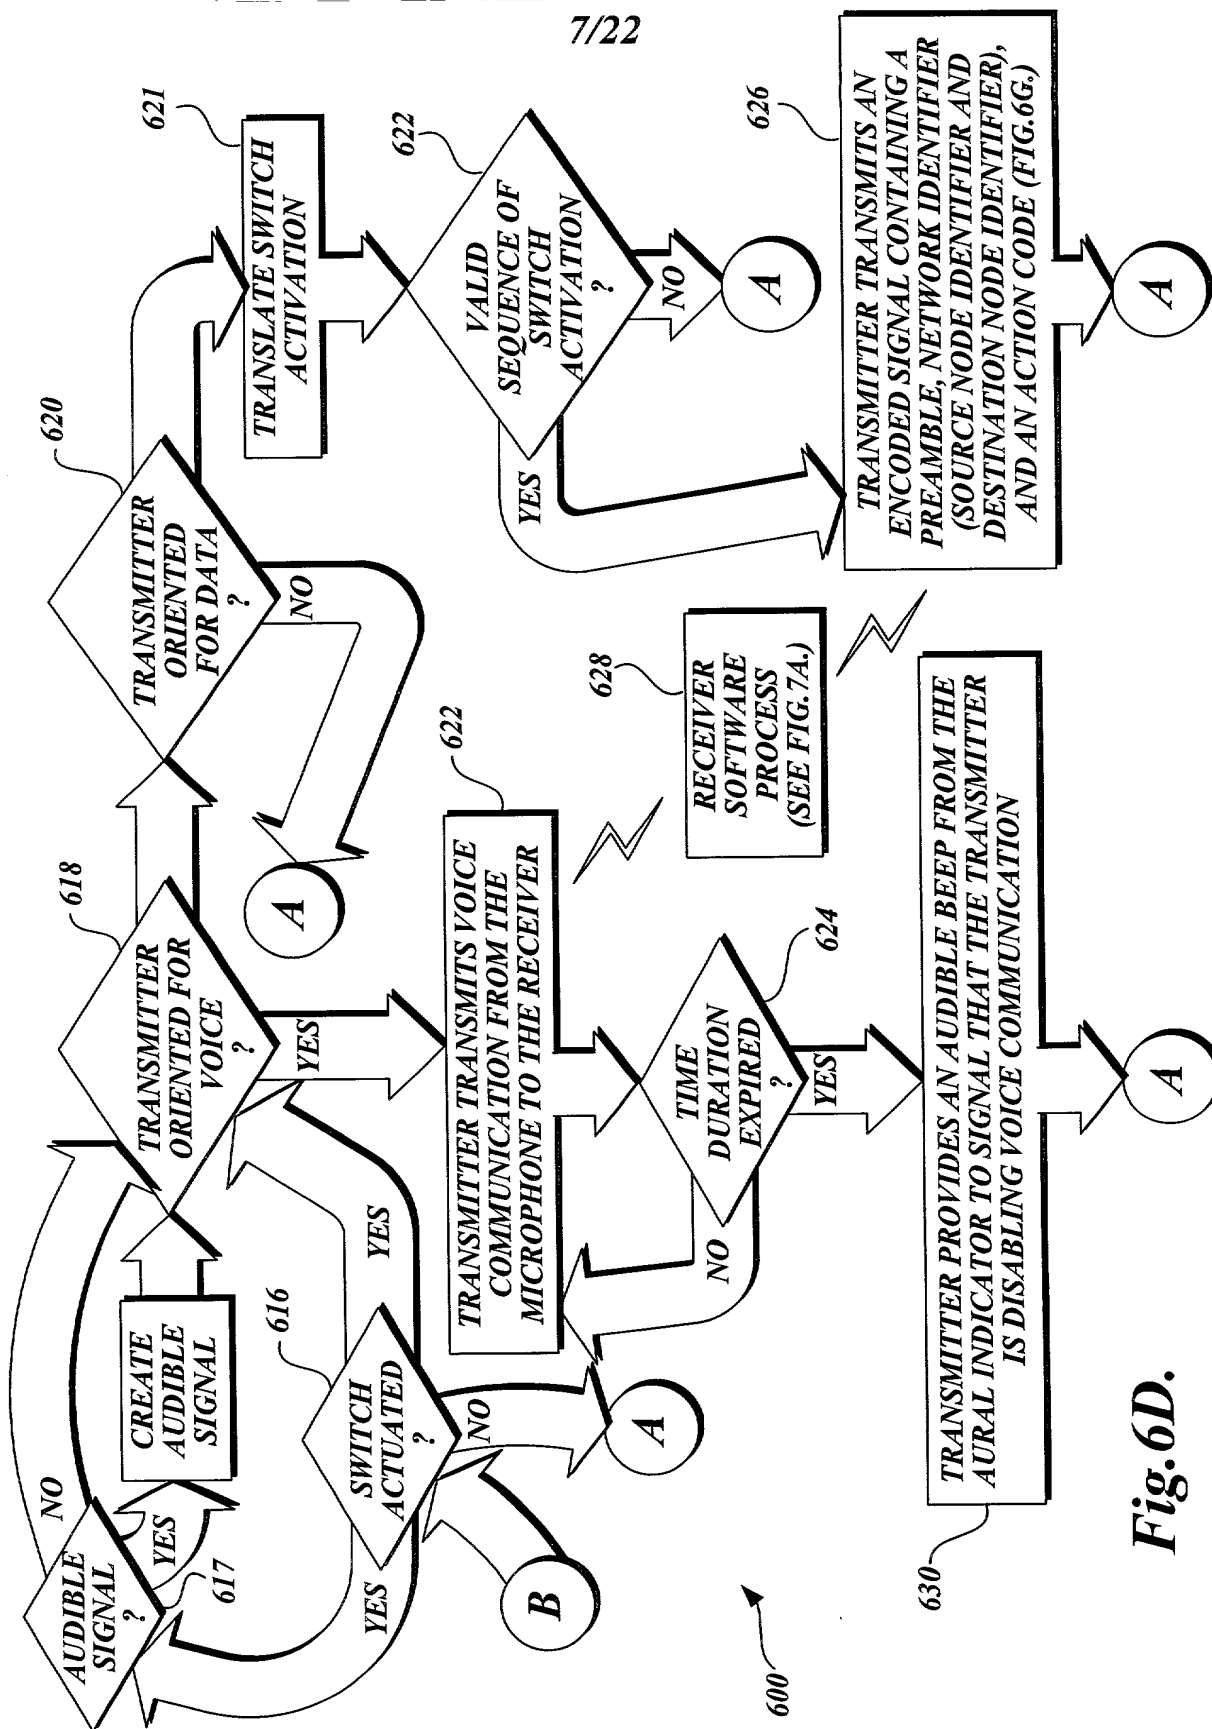 7/22
AUDIBLE
SIGNAL
?
617
NO
YES
CREATE
AUDIBLE
SIGNAL
TRANSMITTER
ORIENTED FOR
VOICE
?
618
TRANSMITTER
ORIENTED
FOR DATA
?
620
NO
A
TRANSLATE SWITCH
ACTIVATION
621
VALID
SEQUENCE OF
SWITCH
ACTIVATION
?
622
YES
NO
A
B
SWITCH
ACTUATED
?
616
YES
YES
NO
A
YES
TRANSMITTER TRANSMITS VOICE
COMMUNICATION FROM THE
MICROPHONE TO THE RECEIVER
622
TIME
DURATION
EXPIRED
?
624
NO
YES
RECEIVER
SOFTWARE
PROCESS
(SEE FIG.7A.)
628
TRANSMITTER TRANSMITS AN
ENCODED SIGNAL CONTAINING A
PREAMBLE, NETWORK IDENTIFIER
(SOURCE NODE IDENTIFIER AND
DESTINATION NODE IDENTIFIER),
AND AN ACTION CODE (FIG.6G.)
626
A
TRANSMITTER PROVIDES AN AUDIBLE BEEP FROM THE
AURAL INDICATOR TO SIGNAL THAT THE TRANSMITTER
IS DISABLING VOICE COMMUNICATION
630
A
600
Fig.6D.